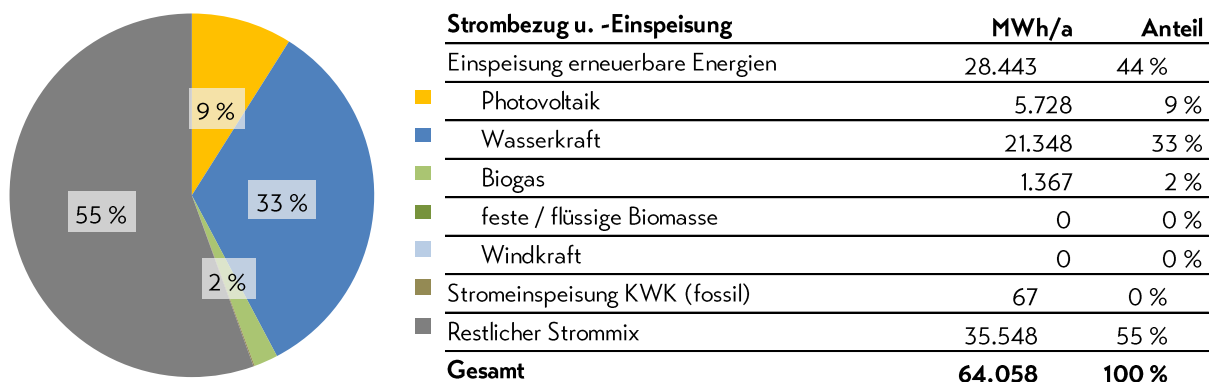 9 %
33 %
2 %
55 %
Strombezug u. -Einspeisung MWh/a Anteil
Einspeisung erneuerbare Energien 28.443 44 %
Photovoltaik 5.728 9 %
Wasserkraft 21.348 33 %
Biogas 1.367 2 %
feste / flüssige Biomasse 0 0 %
Windkraft 0 0 %
Stromeinspeisung KWK (fossil) 67 0 %
Restlicher Strommix 35.548 55 %
Gesamt 64.058 100 %